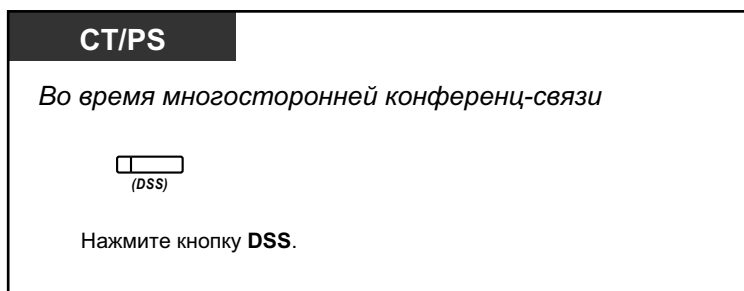 CT/PS
Во время многосторонней конференц-связи
(DSS)
Нажмите кнопку DSS.